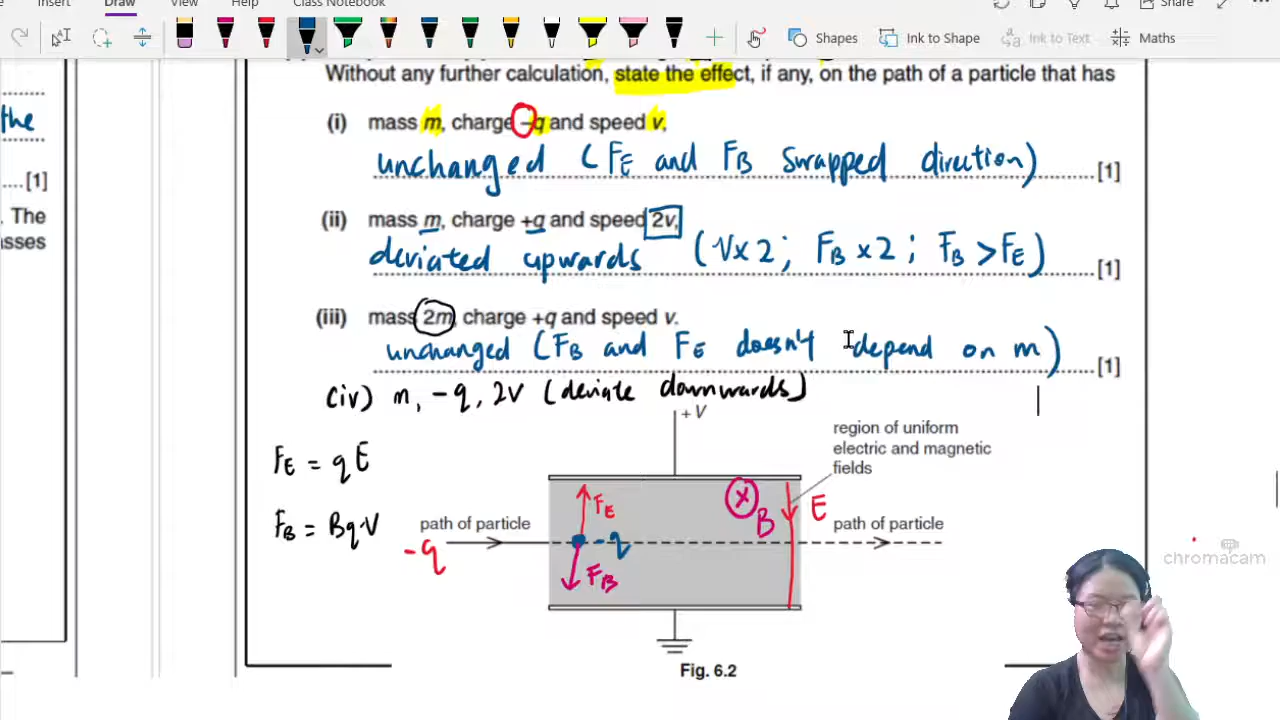 Insert Draw View Class Notebook Share
Shapes Ink to Shape Ink to Text Maths
Without any further calculation, state the effect, if any, on the path of a particle that has
(i) mass m, charge –q and speed v,
the
unchanged (FE and FB swapped direction) [1]
[1]
(ii) mass m, charge +q and speed 2v,
. The
asses
deviated upwards (V×2; FB ×2; FB > FE) [1]
(iii) mass 2m, charge +q and speed v.
unchanged (FB and FE doesn't depend on m) [1]
(iv) m, -q, 2V (deviate downwards)
+ V
region of uniform
electric and magnetic
fields
FE = qE
FE
X
B
E
FB = Bq·V
path of particle
path of particle
-q
-q
FB
chromacam
Fig. 6.2